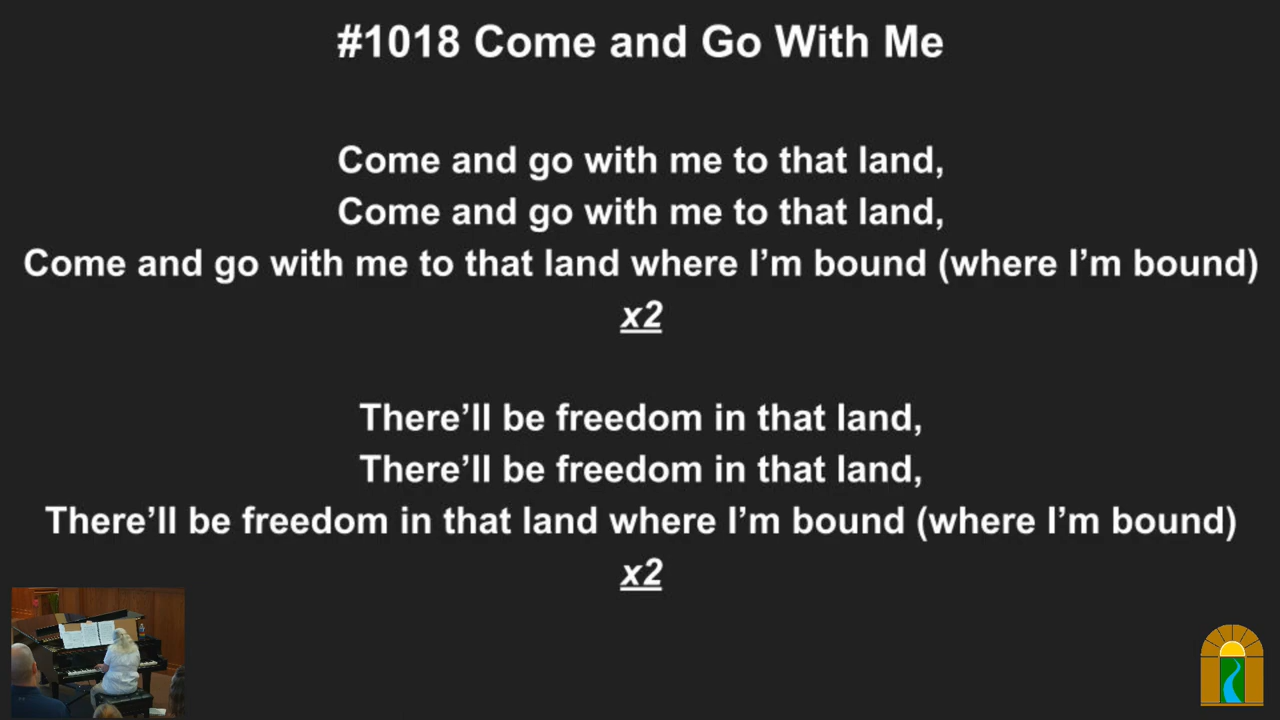 #1018 Come and Go With Me
Come and go with me to that land,
Come and go with me to that land,
Come and go with me to that land where I’m bound (where I’m bound)
x2
There’ll be freedom in that land,
There’ll be freedom in that land,
There’ll be freedom in that land where I’m bound (where I’m bound)
x2